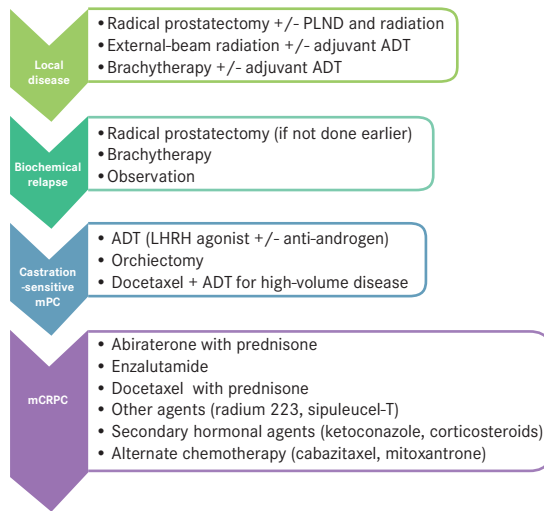 Local
disease
• Radical prostatectomy +/- PLND and radiation
• External-beam radiation +/- adjuvant ADT
• Brachytherapy +/- adjuvant ADT
Biochemical
relapse
• Radical prostatectomy (if not done earlier)
• Brachytherapy
• Observation
Castration
-sensitive
mPC
• ADT (LHRH agonist +/- anti-androgen)
• Orchiectomy
• Docetaxel + ADT for high-volume disease
mCRPC
• Abiraterone with prednisone
• Enzalutamide
• Docetaxel with prednisone
• Other agents (radium 223, sipuleucel-T)
• Secondary hormonal agents (ketoconazole, corticosteroids)
• Alternate chemotherapy (cabazitaxel, mitoxantrone)